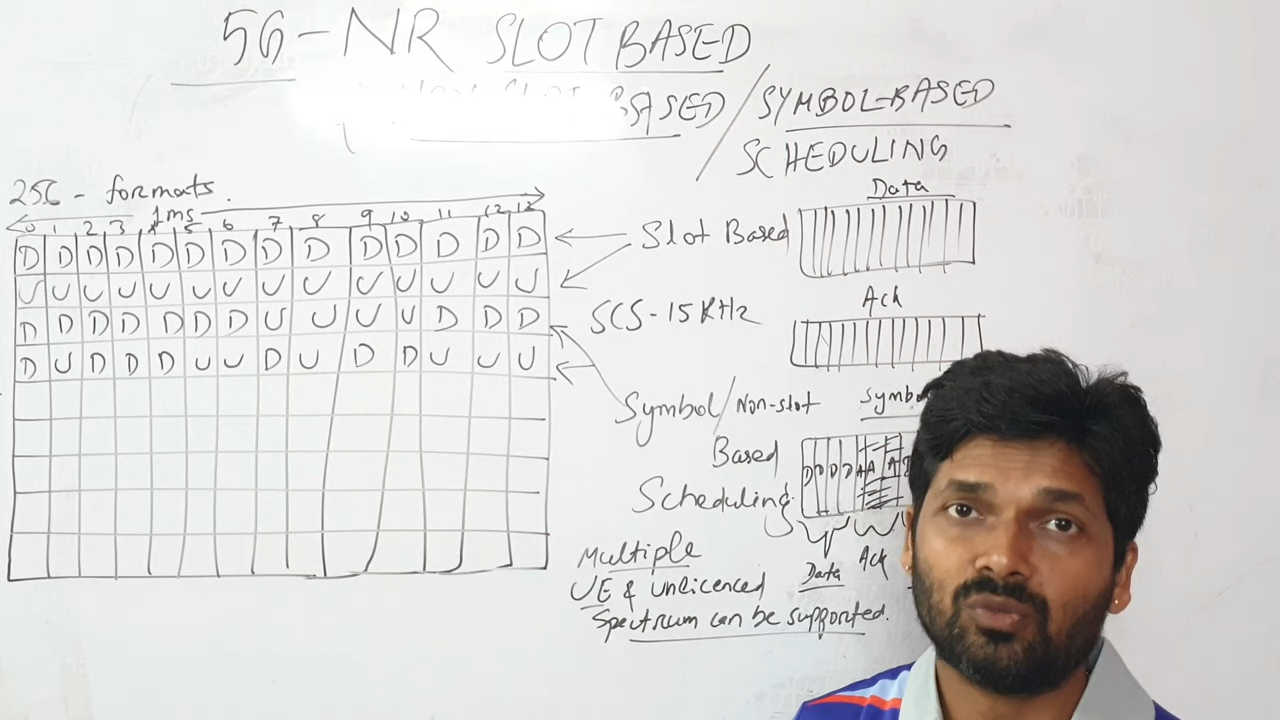 5G-NR SLOT BASED
BASED / SYMBOL-BASED
SCHEDULING
256 - formats.
1ms
0 1 2 3 4 5 6 7 8 9 10 11 12 13
D D D D D D D D D D D D D D
U U U U U U U U U U U U U U
D D D D D D D U U U U D D D
D U D D D U U D U D D U U U
Slot Based
Data
Ack
SCS - 15 KHz
Symbol / Non-slot
Based
Scheduling
D D D D A A A
Data
Ack
Multiple
UE & unlicenced
Spectrum can be supported.